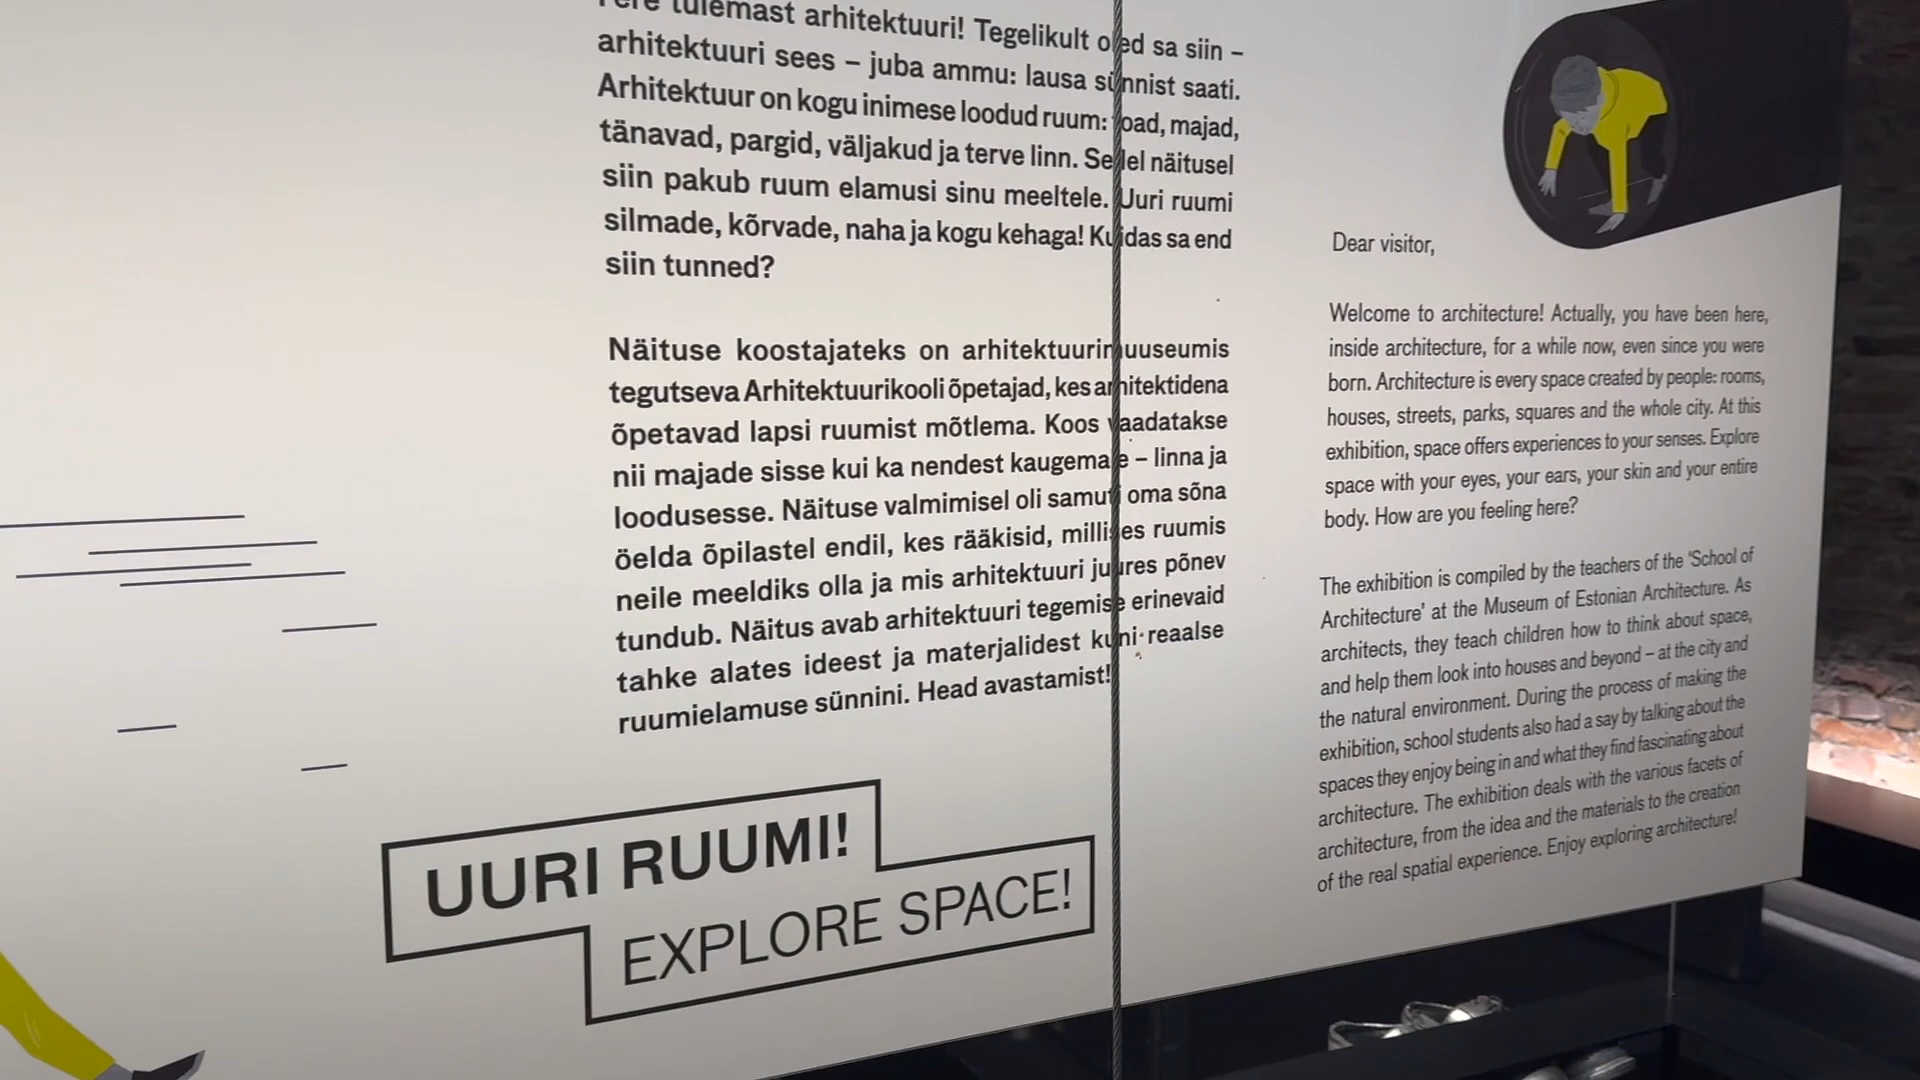 tulemast arhitektuuri! Tegelikult oled sa siin –
arhitektuuri sees – juba ammu: lausa sünnist saati.
Arhitektuur on kogu inimese loodud ruum: toad, majad,
tänavad, pargid, väljakud ja terve linn. Sellel näitusel
siin pakub ruum elamusi sinu meeltele. Uuri ruumi
silmade, kõrvade, naha ja kogu kehaga! Kuidas sa end
siin tunned?
Näituse koostajateks on arhitektuurimuuseumis
tegutseva Arhitektuurikooli õpetajad, kes arhitektidena
õpetavad lapsi ruumist mõtlema. Koos vaadatakse
nii majade sisse kui ka nendest kaugemale – linna ja
loodusesse. Näituse valmimisel oli samuti oma sõna
öelda õpilastel endil, kes rääkisid, millises ruumis
neile meeldiks olla ja mis arhitektuuri juures põnev
tundub. Näitus avab arhitektuuri tegemise erinevaid
tahke alates ideest ja materjalidest kuni reaalse
ruumielamuse sünnini. Head avastamist!
UURI RUUMI!
EXPLORE SPACE!
Dear visitor,
Welcome to architecture! Actually, you have been here,
inside architecture, for a while now, even since you were
born. Architecture is every space created by people: rooms,
houses, streets, parks, squares and the whole city. At this
exhibition, space offers experiences to your senses. Explore
space with your eyes, your ears, your skin and your entire
body. How are you feeling here?
The exhibition is compiled by the teachers of the ‘School of
Architecture’ at the Museum of Estonian Architecture. As
architects, they teach children how to think about space,
and help them look into houses and beyond – at the city and
the natural environment. During the process of making the
exhibition, school students also had a say by talking about the
spaces they enjoy being in and what they find fascinating about
architecture. The exhibition deals with the various facets of
architecture, from the idea and the materials to the creation
of the real spatial experience. Enjoy exploring architecture!